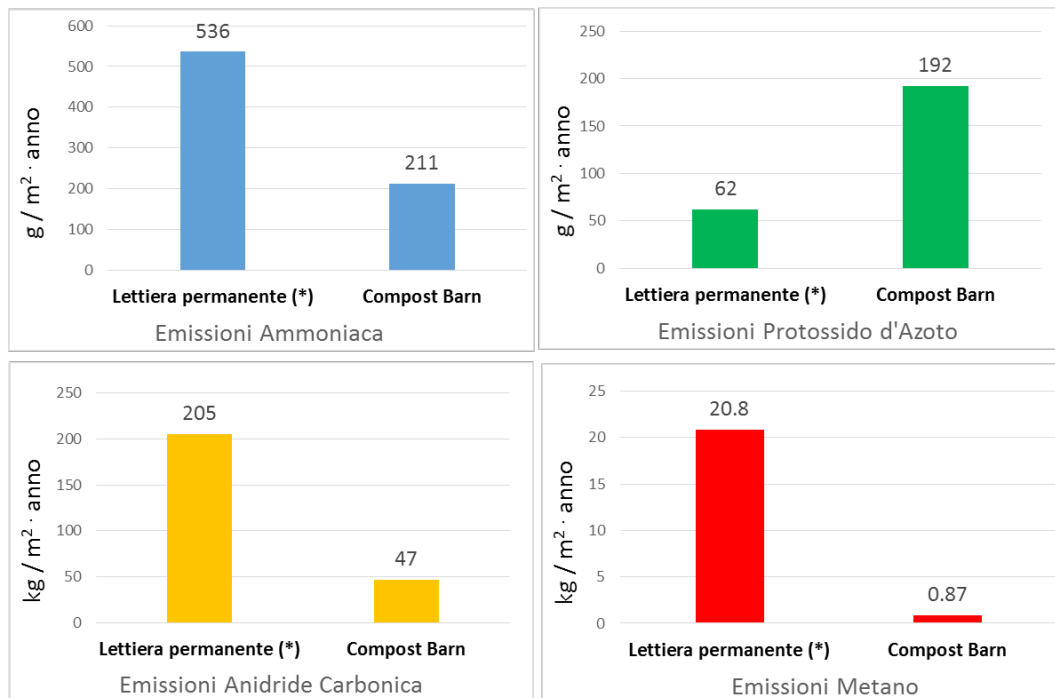 600
500
400
300
200
100
0
g / m² · anno
536
211
Lettiera permanente (*) Compost Barn
Emissioni Ammoniaca
250
200
150
100
50
0
g / m² · anno
62
192
Lettiera permanente (*) Compost Barn
Emissioni Protossido d'Azoto
250
200
150
100
50
0
kg / m² · anno
205
47
Lettiera permanente (*) Compost Barn
Emissioni Anidride Carbonica
25
20
15
10
5
0
kg / m² · anno
20.8
0.87
Lettiera permanente (*) Compost Barn
Emissioni Metano